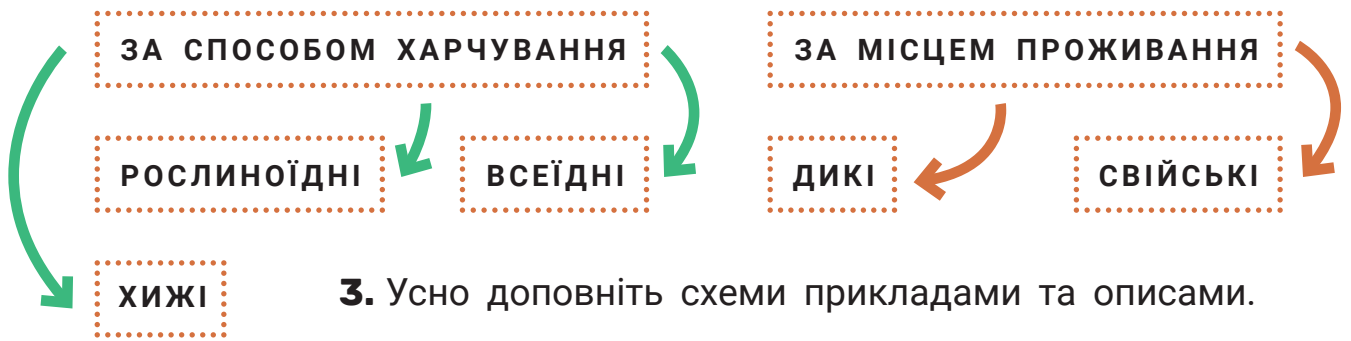 ЗА СПОСОБОМ ХАРЧУВАННЯ
ЗА МІСЦЕМ ПРОЖИВАННЯ
РОСЛИНОЇДНІ
ВСЕЇДНІ
ДИКІ
СВІЙСЬКІ
ХИЖІ
3. Усно доповніть схеми прикладами та описами.